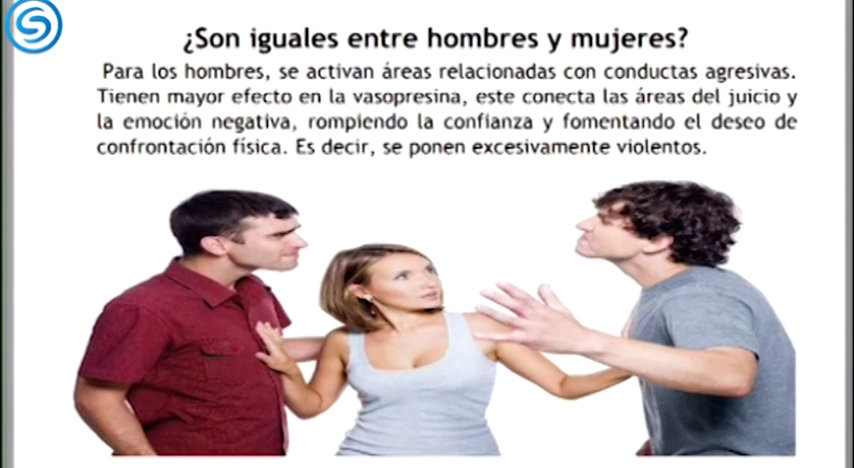 ¿Son iguales entre hombres y mujeres?
Para los hombres, se activan áreas relacionadas con conductas agresivas.
Tienen mayor efecto en la vasopresina, este conecta las áreas del juicio y
la emoción negativa, rompiendo la confianza y fomentando el deseo de
confrontación física. Es decir, se ponen excesivamente violentos.